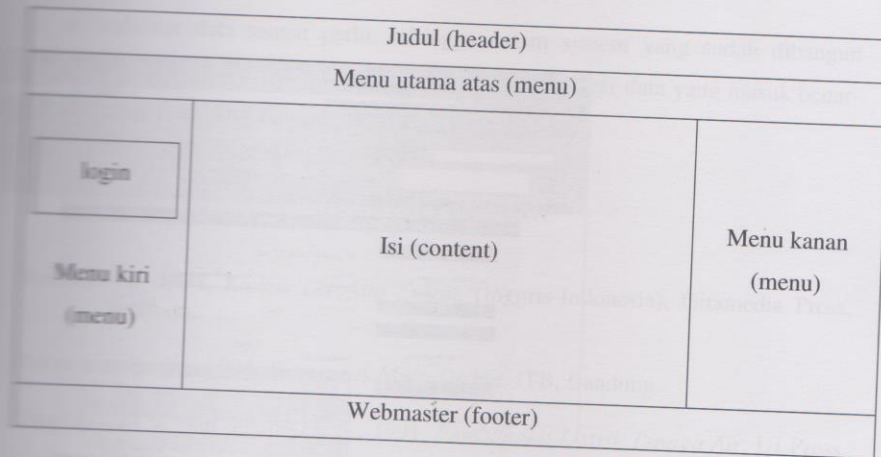 Judul (header)
Menu utama atas (menu)
login
Menu kiri
(menu)
Isi (content)
Menu kanan
(menu)
Webmaster (footer)